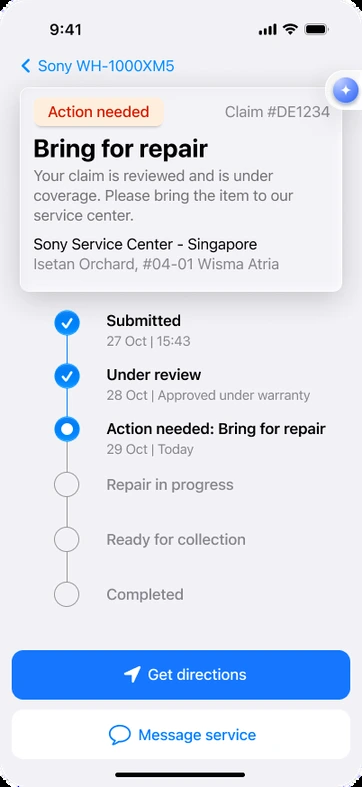 9:41
Sony WH-1000XM5
Action needed
Claim #DE1234
Bring for repair
Your claim is reviewed and is under
coverage. Please bring the item to our
service center.
Sony Service Center - Singapore
Isetan Orchard, #04-01 Wisma Atria
Submitted
27 Oct | 15:43
Under review
28 Oct | Approved under warranty
Action needed: Bring for repair
29 Oct | Today
Repair in progress
Ready for collection
Completed
Get directions
Message service